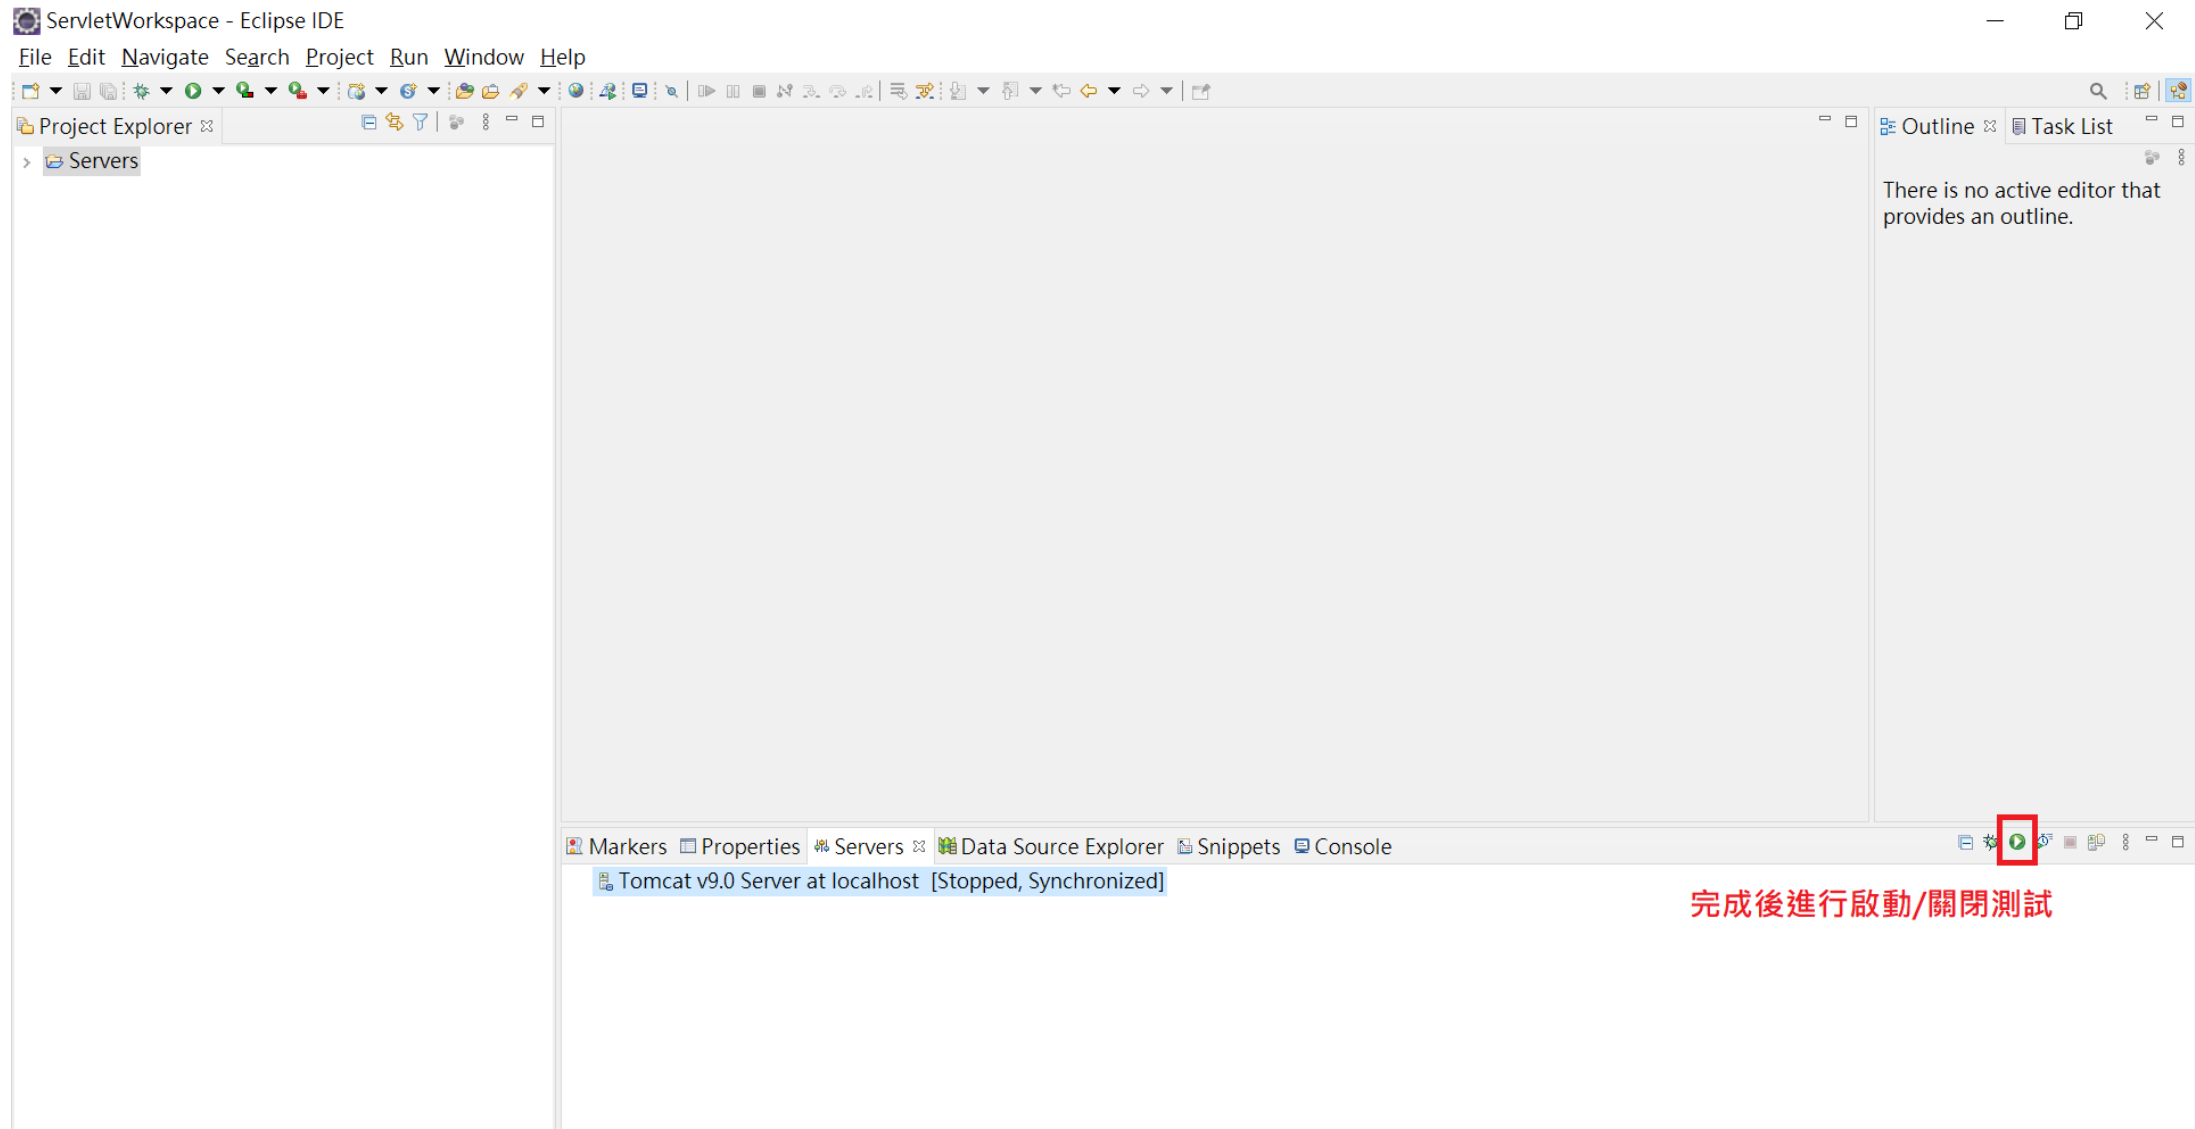 ServletWorkspace - Eclipse IDE
File Edit Navigate Search Project Run Window Help
Project Explorer
Servers
Outline Task List
There is no active editor that
provides an outline.
Markers Properties Servers Data Source Explorer Snippets Console
Tomcat v9.0 Server at localhost [Stopped, Synchronized]
完成後進行啟動/關閉測試